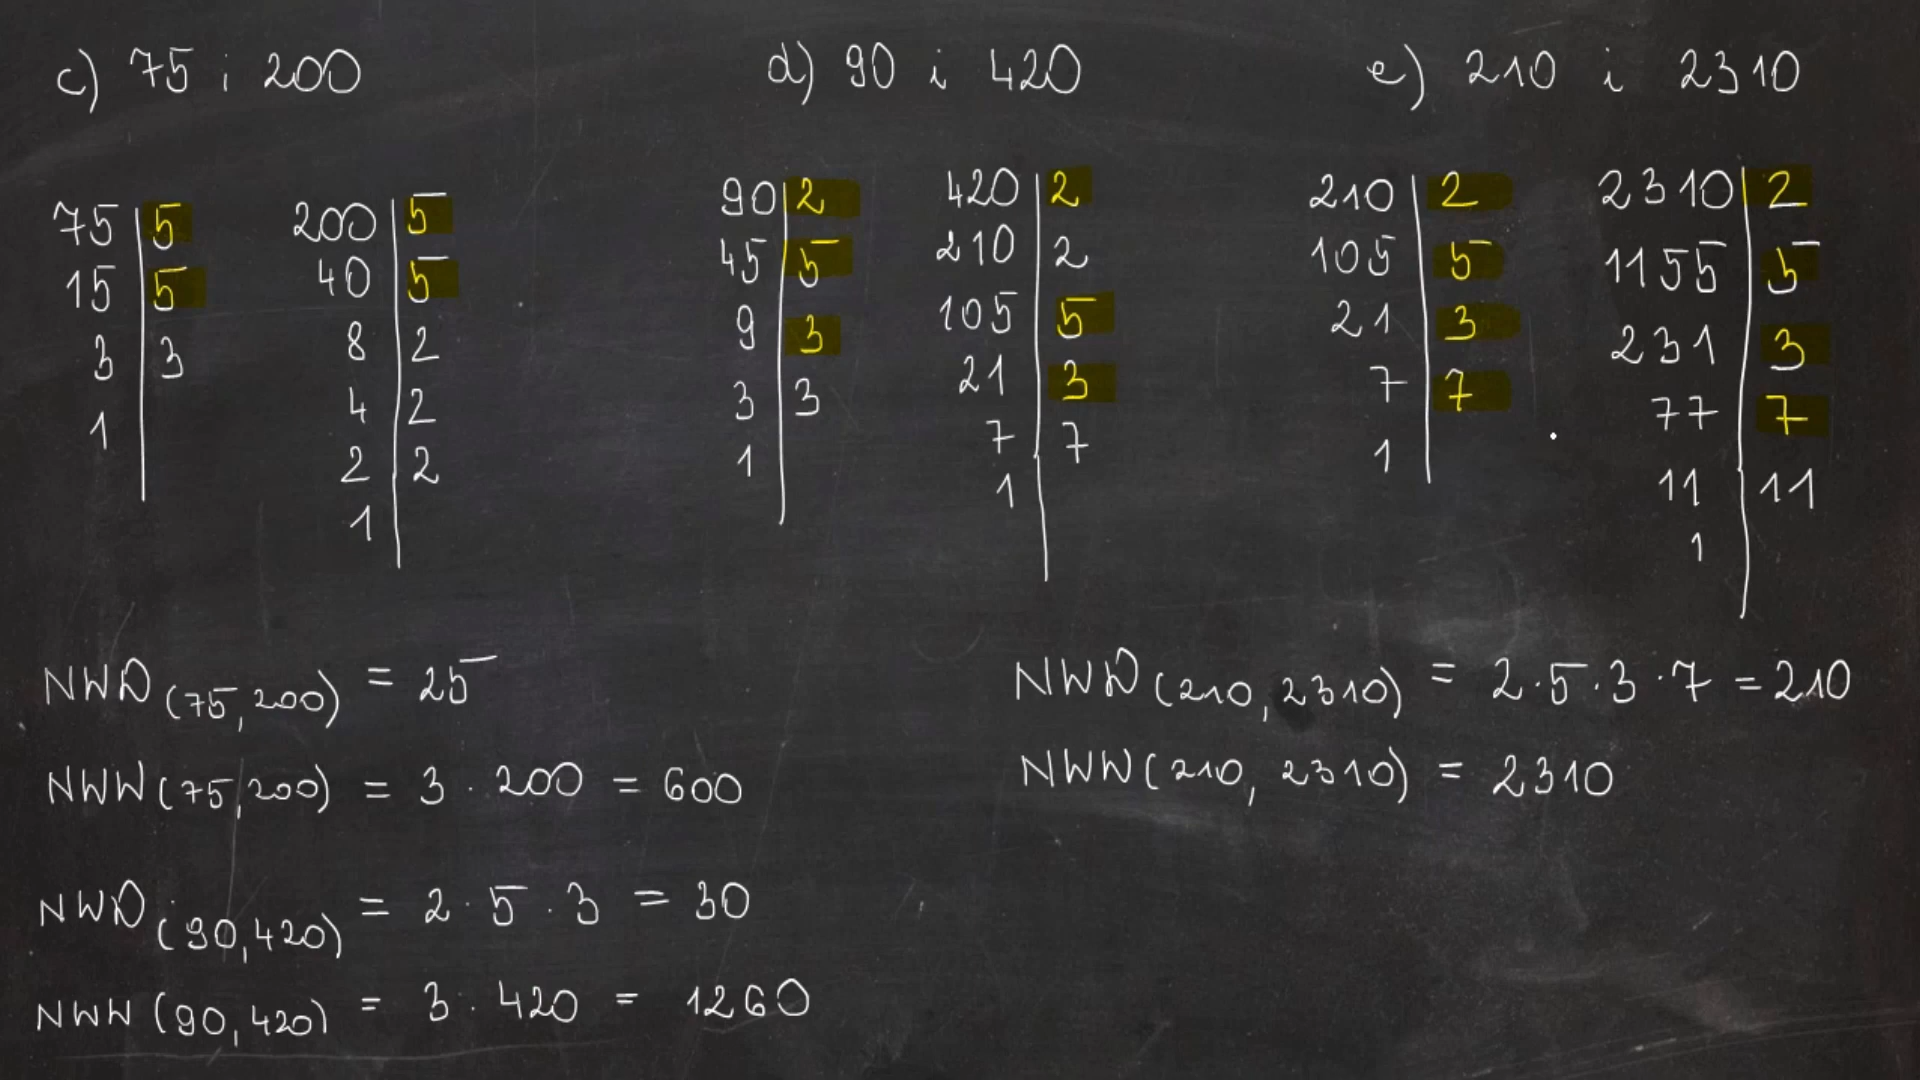 c) 75 i 200
75 | 5
15 | 5
3 | 3
1 |
200 | 5
40 | 5
8 | 2
4 | 2
2 | 2
1 |
d) 90 i 420
90 | 2
45 | 5
9 | 3
3 | 3
1 |
420 | 2
210 | 2
105 | 5
21 | 3
7 | 7
1 |
e) 210 i 2310
210 | 2
105 | 5
21 | 3
7 | 7
1 |
2310 | 2
1155 | 5
231 | 3
77 | 7
11 | 11
1 |
NWD (75, 200) = 25
NWW (75, 200) = 3 · 200 = 600
NWD (90, 420) = 2 · 5 · 3 = 30
NWW (90, 420) = 3 · 420 = 1260
NWD (210, 2310) = 2 · 5 · 3 · 7 = 210
NWW (210, 2310) = 2310